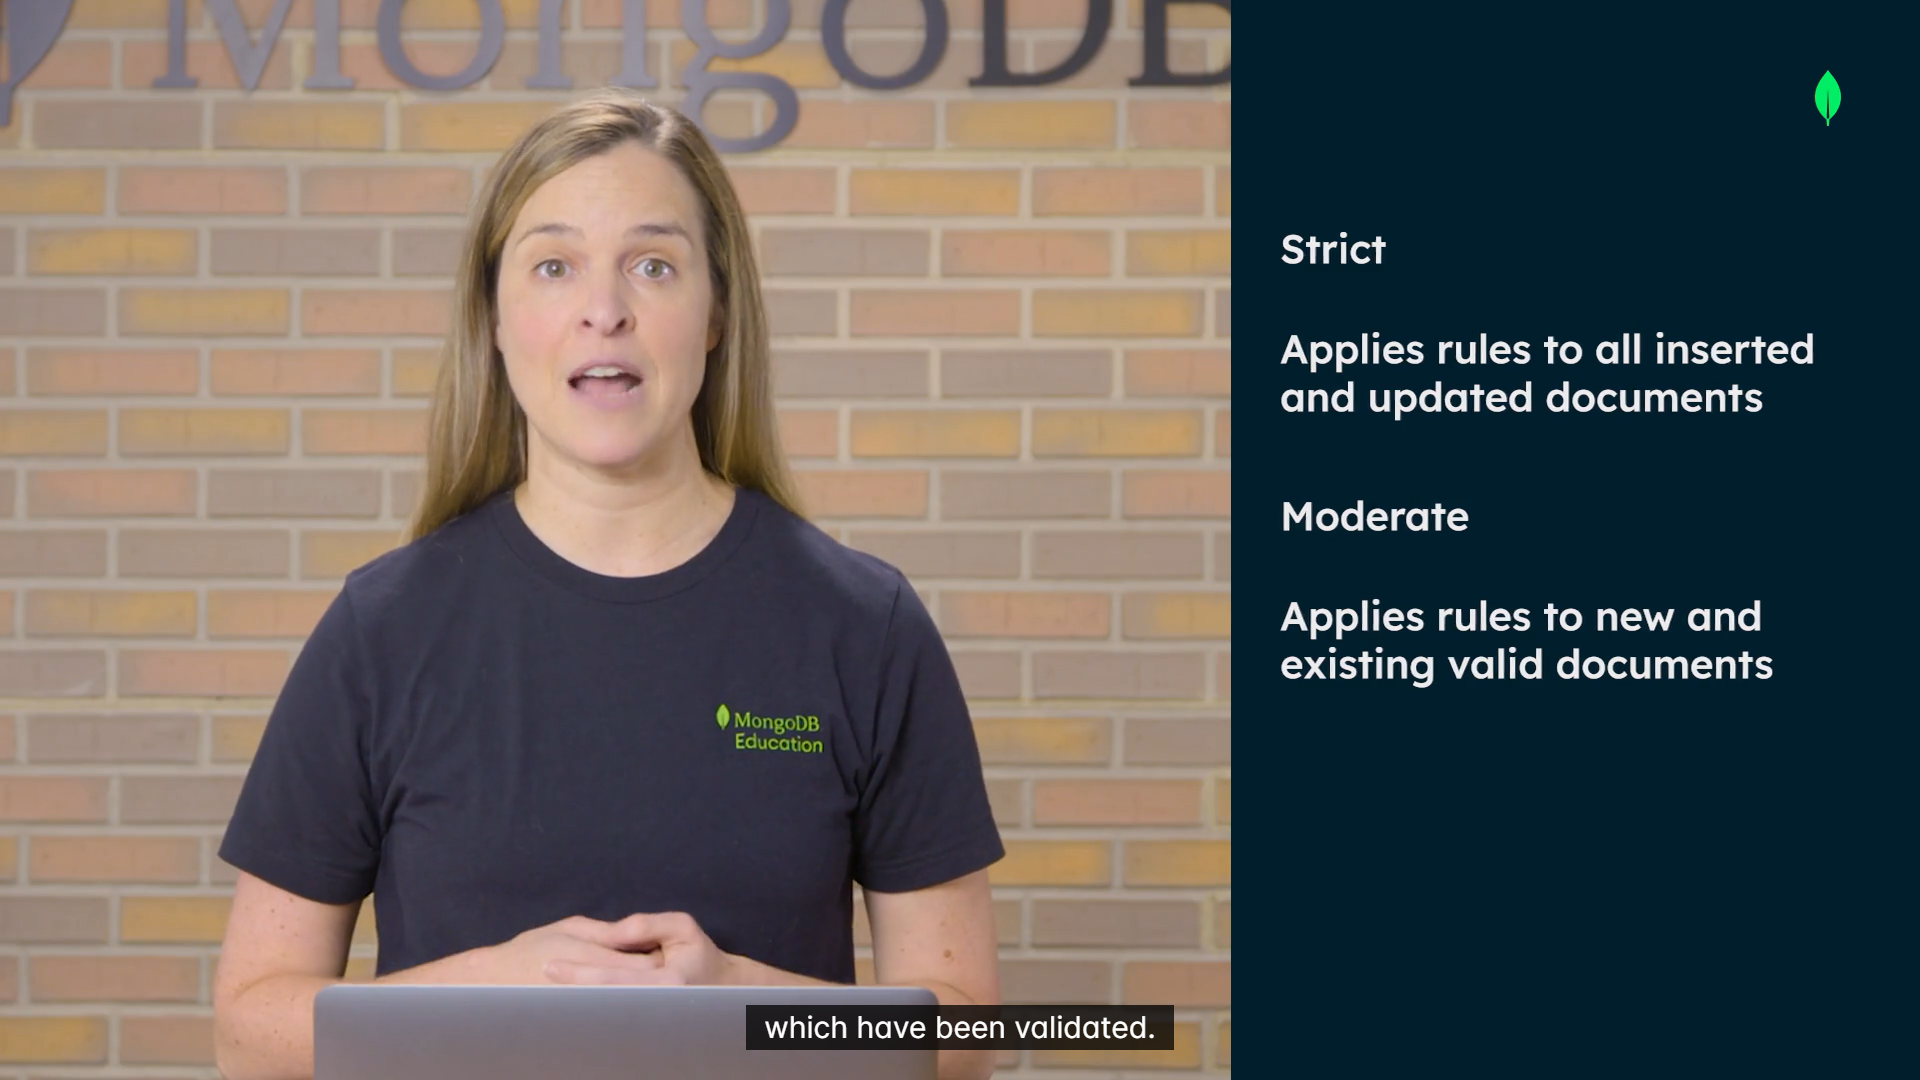 MongoDB
Strict
Applies rules to all inserted
and updated documents
Moderate
Applies rules to new and
existing valid documents
MongoDB
Education
which have been validated.